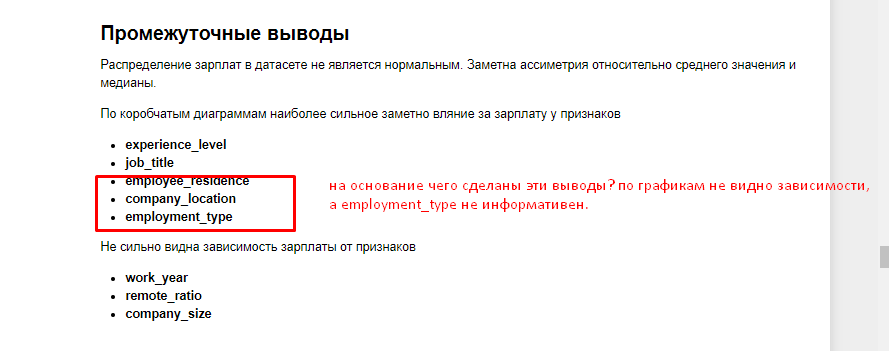 Промежуточные выводы
Распределение зарплат в датасете не является нормальным. Заметна ассиметрия относительно среднего значения и
медианы.
По коробчатым диаграммам наиболее сильное заметно вляние за зарплату у признаков
• experience_level
• job_title
• employee_residence
• company_location
• employment_type
на основание чего сделаны эти выводы? по графикам не видно зависимости,
а employment_type не информативен.
Не сильно видна зависимость зарплаты от признаков
• work_year
• remote_ratio
• company_size